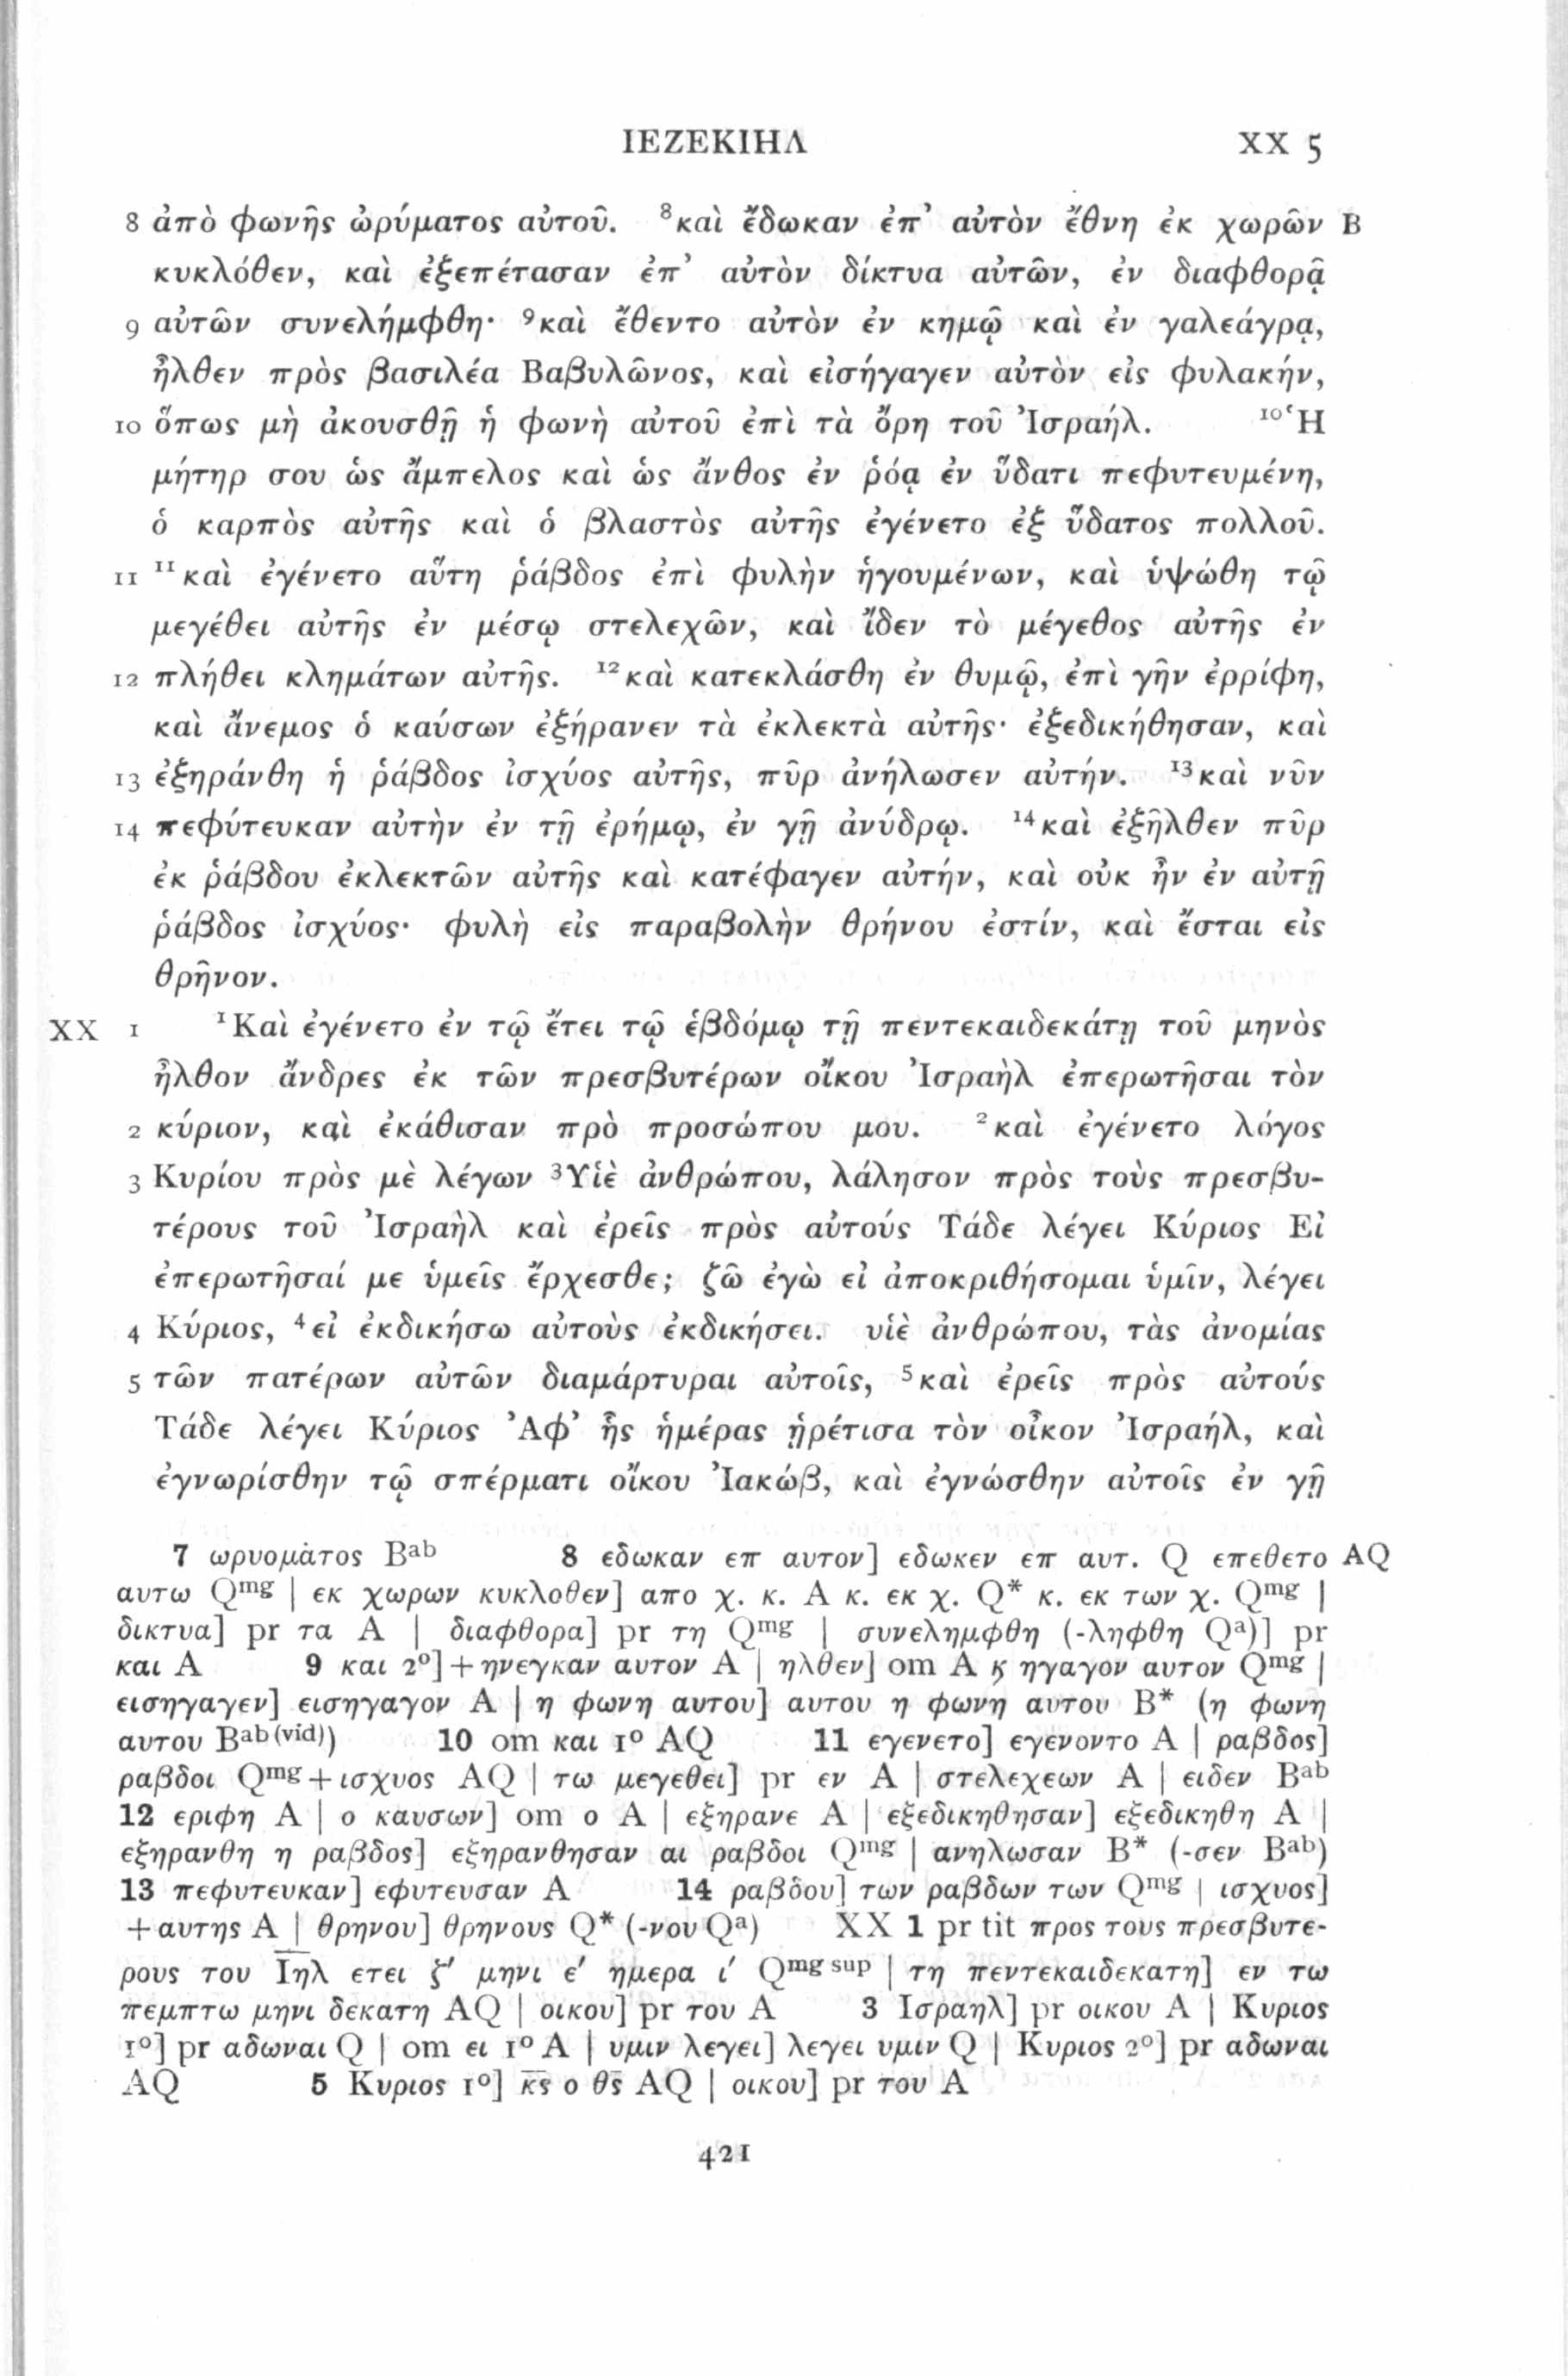 ΙΕΖΕΚΙΗΛ XX 5
8 ἀπὸ φωνῆς ὠρύματος αὐτοῦ. ⁸καὶ ἔδωκαν ἐπ’ αὐτὸν ἔθνη ἐκ χωρῶν B
κυκλόθεν, καὶ ἐξεπέτασαν ἐπ’ αὐτὸν δίκτυα αὐτῶν, ἐν διαφθορᾷ
9 αὐτῶν συνελήμφθη· ⁹καὶ ἔθεντο αὐτὸν ἐν κημῷ καὶ ἐν γαλεάγρᾳ,
ἦλθεν πρὸς βασιλέα Βαβυλῶνος, καὶ εἰσήγαγεν αὐτὸν εἰς φυλακήν,
10 ὅπως μὴ ἀκουσθῇ ἡ φωνὴ αὐτοῦ ἐπὶ τὰ ὄρη τοῦ Ἰσραήλ. ¹⁰Ἡ
μήτηρ σου ὡς ἄμπελος καὶ ὡς ἄνθος ἐν ῥόᾳ ἐν ὕδατι πεφυτευμένη,
ὁ καρπὸς αὐτῆς καὶ ὁ βλαστὸς αὐτῆς ἐγένετο ἐξ ὕδατος πολλοῦ.
11 ¹¹καὶ ἐγένετο αὕτη ῥάβδος ἐπὶ φυλὴν ἡγουμένων, καὶ ὑψώθη τῷ
μεγέθει αὐτῆς ἐν μέσῳ στελεχῶν, καὶ ἴδεν τὸ μέγεθος αὐτῆς ἐν
12 πλήθει κλημάτων αὐτῆς. ¹²καὶ κατεκλάσθη ἐν θυμῷ, ἐπὶ γῆν ἐρρίφη,
καὶ ἄνεμος ὁ καύσων ἐξήρανεν τὰ ἐκλεκτὰ αὐτῆς· ἐξεδικήθησαν, καὶ
13 ἐξηράνθη ἡ ῥάβδος ἰσχύος αὐτῆς, πῦρ ἀνήλωσεν αὐτήν. ¹³καὶ νῦν
14 πεφύτευκαν αὐτὴν ἐν τῇ ἐρήμῳ, ἐν γῇ ἀνύδρῳ. ¹⁴καὶ ἐξῆλθεν πῦρ
ἐκ ῥάβδου ἐκλεκτῶν αὐτῆς καὶ κατέφαγεν αὐτήν, καὶ οὐκ ἦν ἐν αὐτῇ
ῥάβδος ἰσχύος· φυλὴ εἰς παραβολὴν θρήνου ἐστίν, καὶ ἔσται εἰς
θρῆνον.
XX 1 ¹Καὶ ἐγένετο ἐν τῷ ἔτει τῷ ἑβδόμῳ τῇ πεντεκαιδεκάτῃ τοῦ μηνὸς
ἦλθον ἄνδρες ἐκ τῶν πρεσβυτέρων οἴκου Ἰσραὴλ ἐπερωτῆσαι τὸν
2 κύριον, καὶ ἐκάθισαν πρὸ προσώπου μου. ²καὶ ἐγένετο λόγος
3 Κυρίου πρὸς μὲ λέγων ³Υἱὲ ἀνθρώπου, λάλησον πρὸς τοὺς πρεσβυ-
τέρους τοῦ Ἰσραὴλ καὶ ἐρεῖς πρὸς αὐτούς Τάδε λέγει Κύριος Εἰ
ἐπερωτῆσαί με ὑμεῖς ἔρχεσθε; ζῶ ἐγὼ εἰ ἀποκριθήσομαι ὑμῖν, λέγει
4 Κύριος, ⁴εἰ ἐκδικήσω αὐτοὺς ἐκδικήσει. υἱὲ ἀνθρώπου, τὰς ἀνομίας
5 τῶν πατέρων αὐτῶν διαμάρτυραι αὐτοῖς, ⁵καὶ ἐρεῖς πρὸς αὐτούς
Τάδε λέγει Κύριος Ἀφ’ ἧς ἡμέρας ᾑρέτισα τὸν οἶκον Ἰσραήλ, καὶ
ἐγνωρίσθην τῷ σπέρματι οἴκου Ἰακώβ, καὶ ἐγνώσθην αὐτοῖς ἐν γῇ
7 ωρυοματος Bᵃᵇ 8 εδωκαν επ αυτον] εδωκεν επ αυτ. Q επεθετο AQ
αυτω Qᵐᵍ | εκ χωρων κυκλοθεν] απο χ. κ. A κ. εκ χ. Q* κ. εκ των χ. Qᵐᵍ |
δικτυα] pr τα A | διαφθορα] pr τη Qᵐᵍ | συνελημφθη (-ληφθη Qᵃ)] pr
και A 9 και 2°] + ηνεγκαν αυτον A | ηλθεν] om A ϗ ηγαγον αυτον Qᵐᵍ |
εισηγαγεν] εισηγαγον A | η φωνη αυτου] αυτου η φωνη αυτου B* (η φωνη
αυτου Bᵃᵇ⁽ᵛⁱᵈ⁾) 10 om και 1° AQ 11 εγενετο] εγενοντο A | ραβδος]
ραβδοι Qᵐᵍ + ισχυος AQ | τω μεγεθει] pr εν A | στελεχεων A | ειδεν Bᵃᵇ
12 εριφη A | ο καυσων] om ο A | εξηρανε A | εξεδικηθησαν] εξεδικηθη A |
εξηρανθη η ραβδος] εξηρανθησαν αι ραβδοι Qᵐᵍ | ανηλωσαν B* (-σεν Bᵃᵇ)
13 πεφυτευκαν] εφυτευσαν A 14 ραβδου] των ραβδων των Qᵐᵍ | ισχυος]
+ αυτης A | θρηνου] θρηνους Q* (-νου Qᵃ) XX 1 pr tit προς τους πρεσβυτε-
ρους του Ιη̅λ ετει ζ′ μηνι ε′ ημερα ι′ Qᵐᵍ ˢᵘᵖ | τη πεντεκαιδεκατη] εν τω
πεμπτω μηνι δεκατη AQ | οικου] pr του A 3 Ισραηλ] pr οικου A | Κυριος
1°] pr αδωναι Q | om ει 1° A | υμιν λεγει] λεγει υμιν Q | Κυριος 2°] pr αδωναι
AQ 5 Κυριος 1°] κ̅ς̅ ο θ̅ς̅ AQ | οικου] pr του A
421